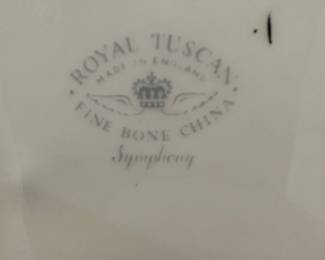 ROYAL TUSCAN
MADE IN ENGLAND
FINE BONE CHINA
Symphony